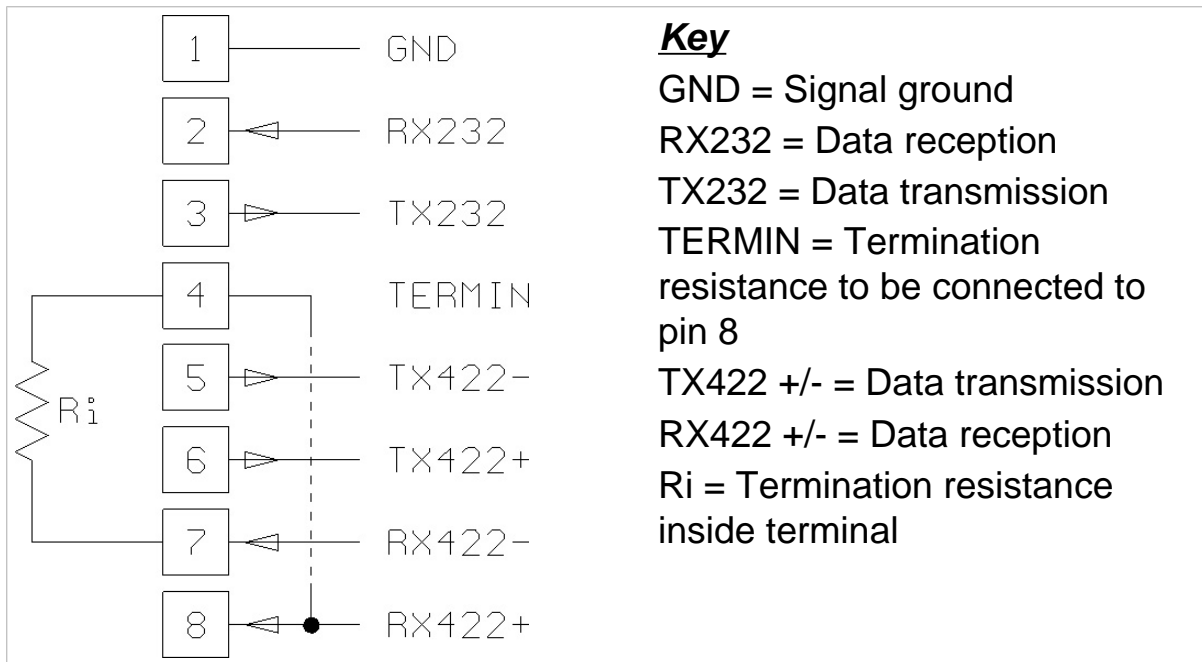 1 GND
2 RX232
3 TX232
4 TERMIN
5 TX422-
Ri
6 TX422+
7 RX422-
8 RX422+
Key
GND = Signal ground
RX232 = Data reception
TX232 = Data transmission
TERMIN = Termination
resistance to be connected to
pin 8
TX422 +/- = Data transmission
RX422 +/- = Data reception
Ri = Termination resistance
inside terminal